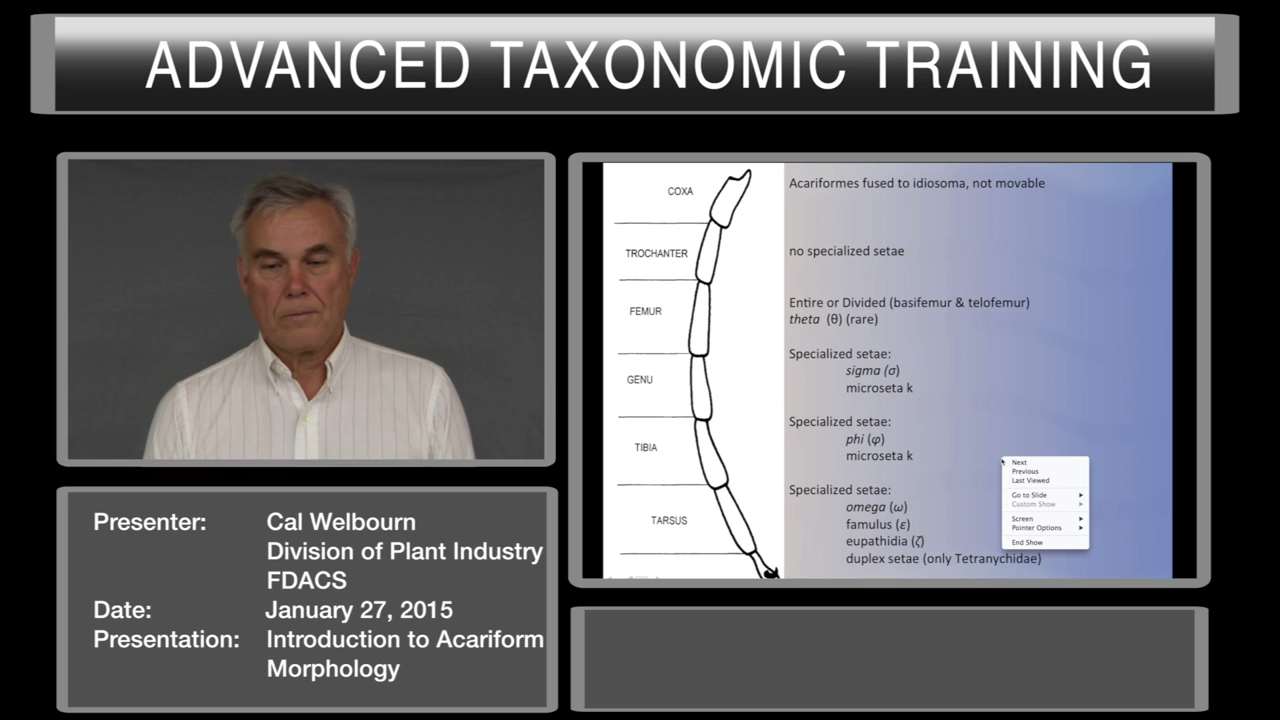 ADVANCED TAXONOMIC TRAINING
COXA
Acariformes fused to idiosoma, not movable
TROCHANTER
no specialized setae
FEMUR
Entire or Divided (basifemur & telofemur)
theta (θ) (rare)
GENU
Specialized setae:
sigma (σ)
microseta k
TIBIA
Specialized setae:
phi (φ)
microseta k
TARSUS
Specialized setae:
omega (ω)
famulus (ε)
eupathidia (ζ)
duplex setae (only Tetranychidae)
Next
Previous
Last Viewed
Go to Slide
Custom Show
Screen
Pointer Options
End Show
Presenter: Cal Welbourn
Division of Plant Industry
FDACS
Date: January 27, 2015
Presentation: Introduction to Acariform
Morphology